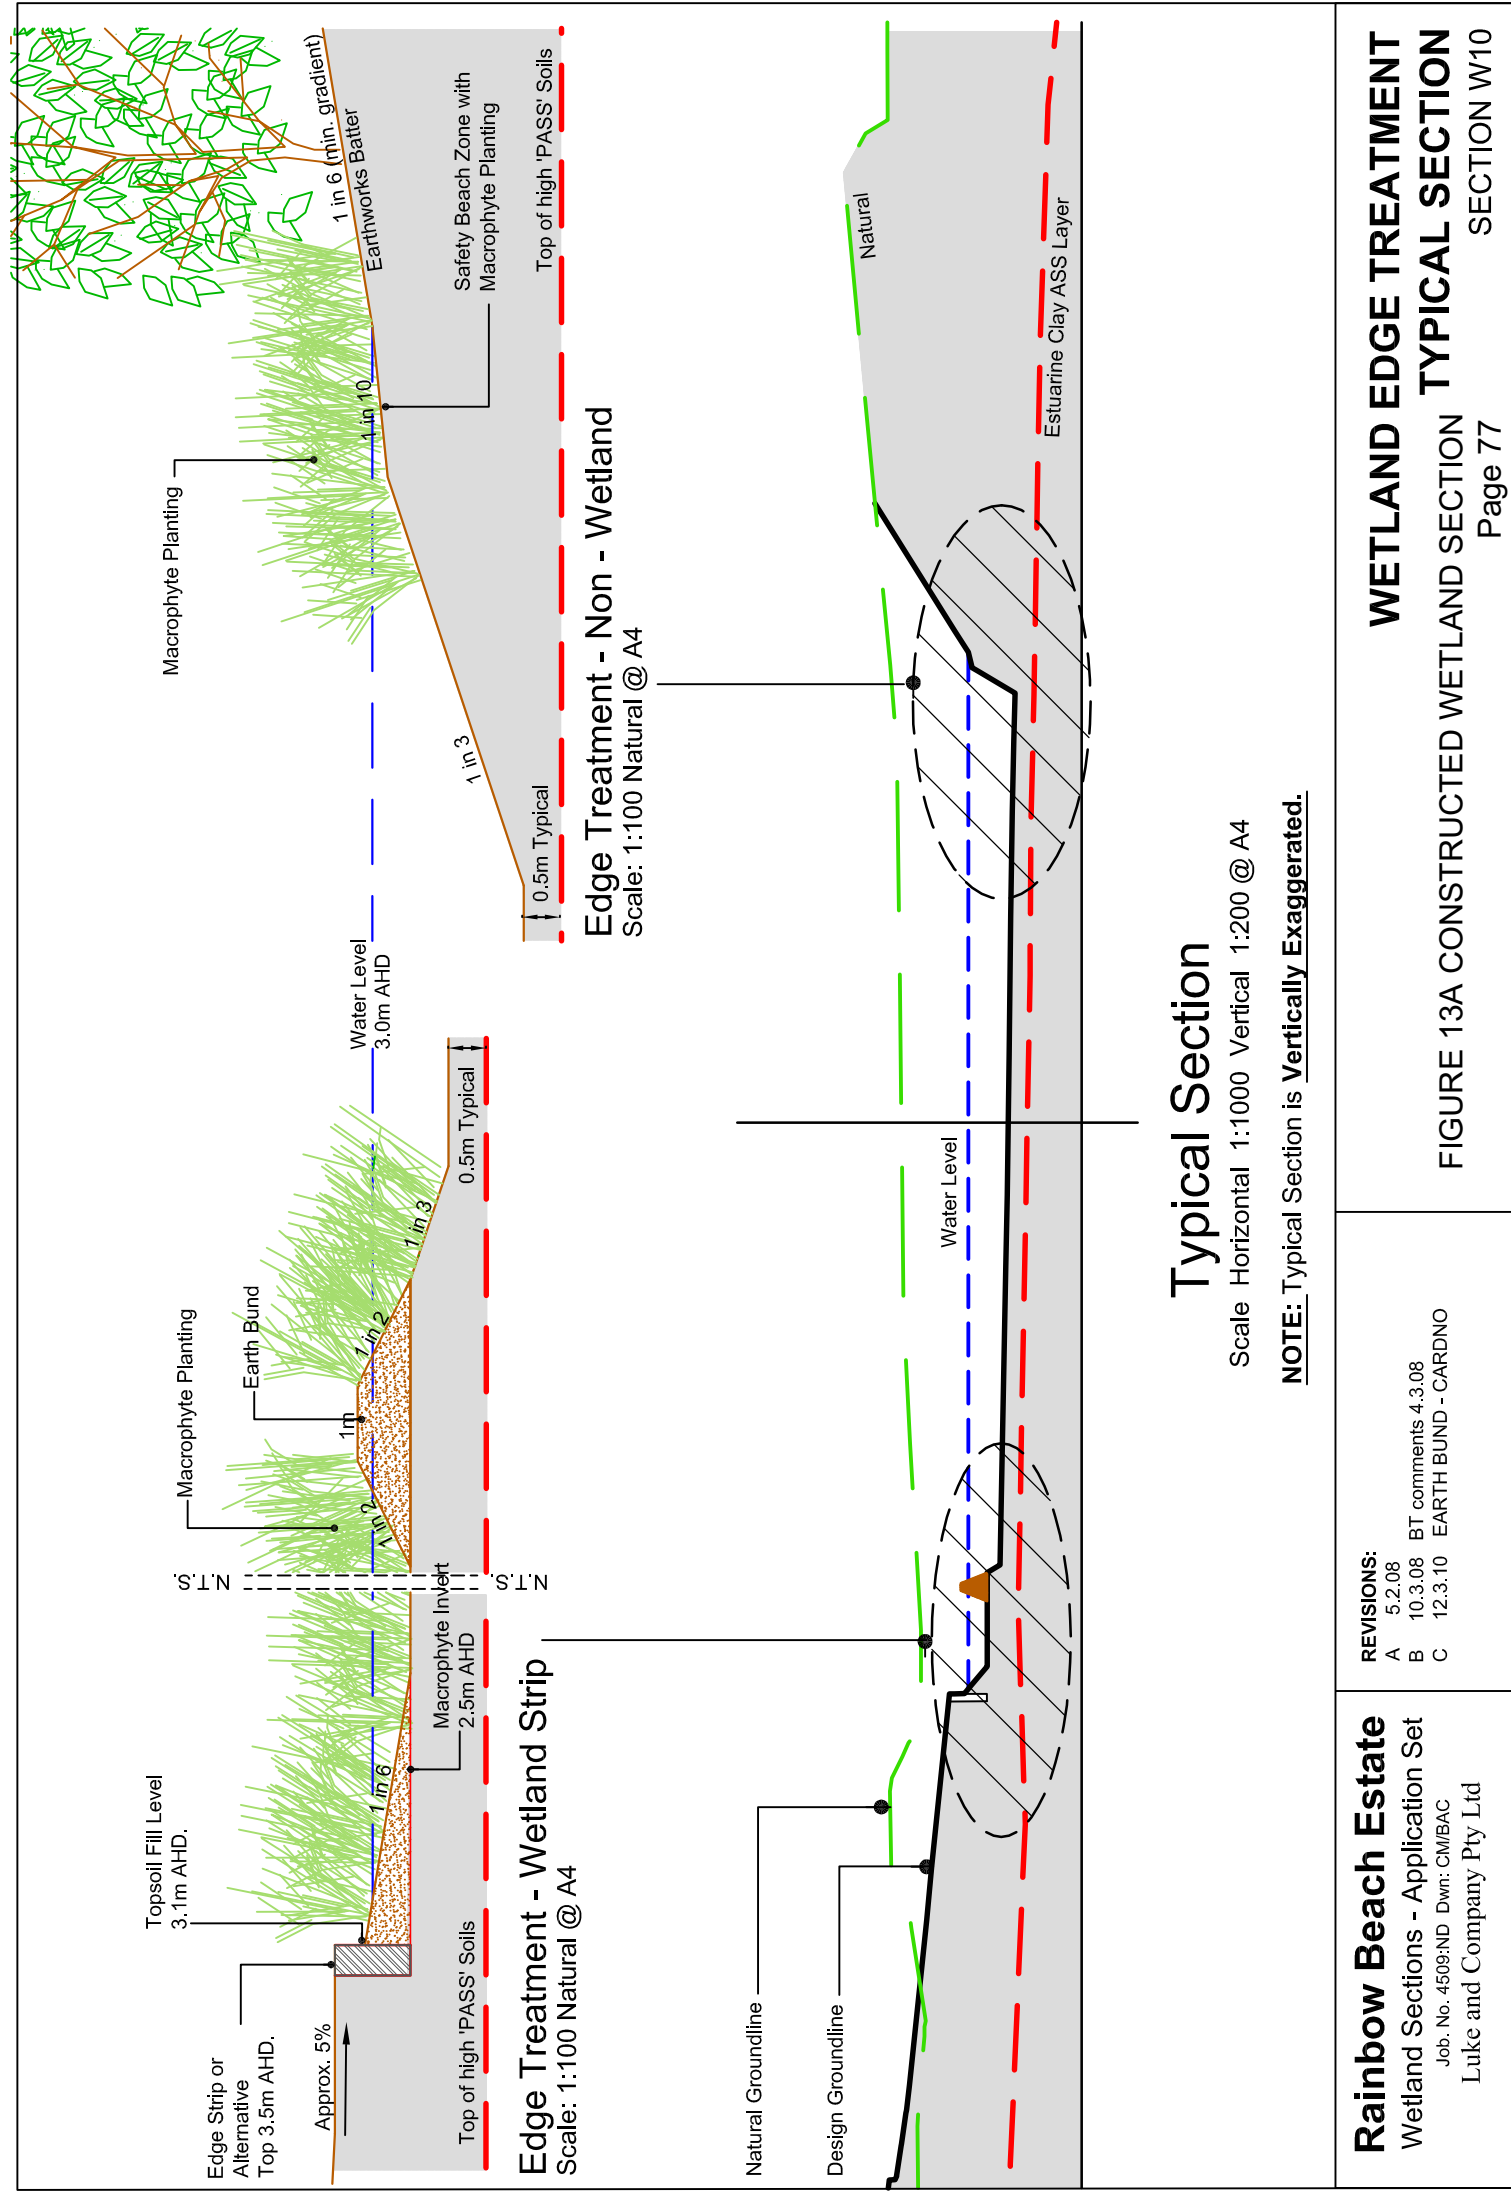 Edge Strip or
Alternative
Top 3.5m AHD.
Approx. 5%
Topsoil Fill Level
3.1m AHD.
1 in 6
Macrophyte Invert
2.5m AHD
Top of high 'PASS' Soils
N.T.S.
N.T.S.
Macrophyte Planting
Earth Bund
1 in 2
1m
1 in 2
1 in 3
0.5m Typical
Edge Treatment - Wetland Strip
Scale: 1:100 Natural @ A4
Water Level
3.0m AHD
Macrophyte Planting
1 in 3
1 in 10
1 in 6 (min. gradient)
Earthworks Batter
Safety Beach Zone with
Macrophyte Planting
Top of high 'PASS' Soils
0.5m Typical
Edge Treatment - Non - Wetland
Scale: 1:100 Natural @ A4
Natural Groundline
Design Groundline
Water Level
Natural
Estuarine Clay ASS Layer
Typical Section
Scale Horizontal 1:1000 Vertical 1:200 @ A4
NOTE: Typical Section is Vertically Exaggerated.
Rainbow Beach Estate
Wetland Sections - Application Set
Job. No. 4509:ND Dwn: CM/BAC
Luke and Company Pty Ltd
REVISIONS:
A 5.2.08
B 10.3.08 BT comments 4.3.08
C 12.3.10 EARTH BUND - CARDNO
WETLAND EDGE TREATMENT
TYPICAL SECTION
FIGURE 13A CONSTRUCTED WETLAND SECTION
SECTION W10
Page 77